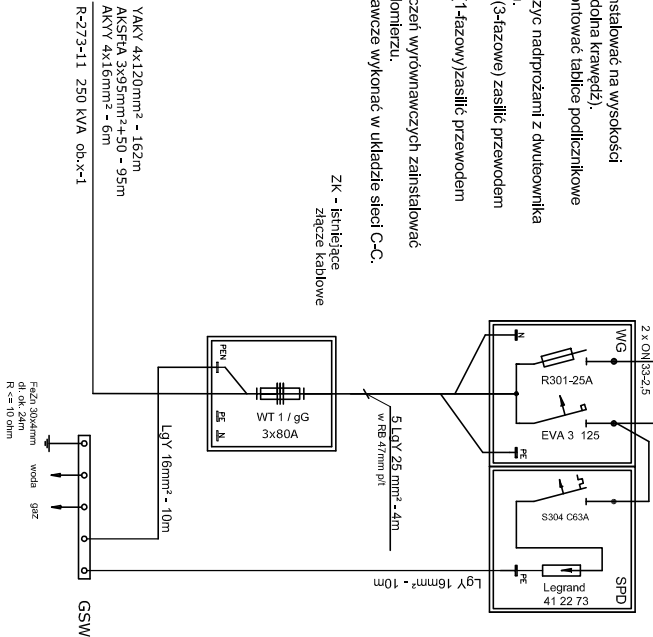 nstalować na wysokości
dolna krawędź).
ontować tablice podlicznikowe
zyc nadrprożami z dwuteownika
(3-fazowe) zasilić przewodem
(1-fazowy)zasilić przewodem
czeń wyrównawczych zainstalować
lomierzu.
awcze wykonać w układzie sieci C-C.
ZK - istniejące
złącze kablowe
YAKY 4x120mm² - 162m
AKSFtA 3x95mm²+50 - 95m
AKYY 4x16mm² - 6m
R-273-11 250 kVA ob.x-1
2 x ON 33-2,5
WG
N
R301-25A
EVA 3 125
PE
S304 C63A
SPD
PE
Legrand
41 22 73
PEN
WT 1 / gG
3x80A
PE
N
5 LgY 25 mm² - 4m
w RB 47mm p/t
LgY 16mm² - 10m
LgY 16mm² - 10m
FeZn 30x4mm
dł. ok. 24m
R <= 10 ohm
woda
gaz
GSW